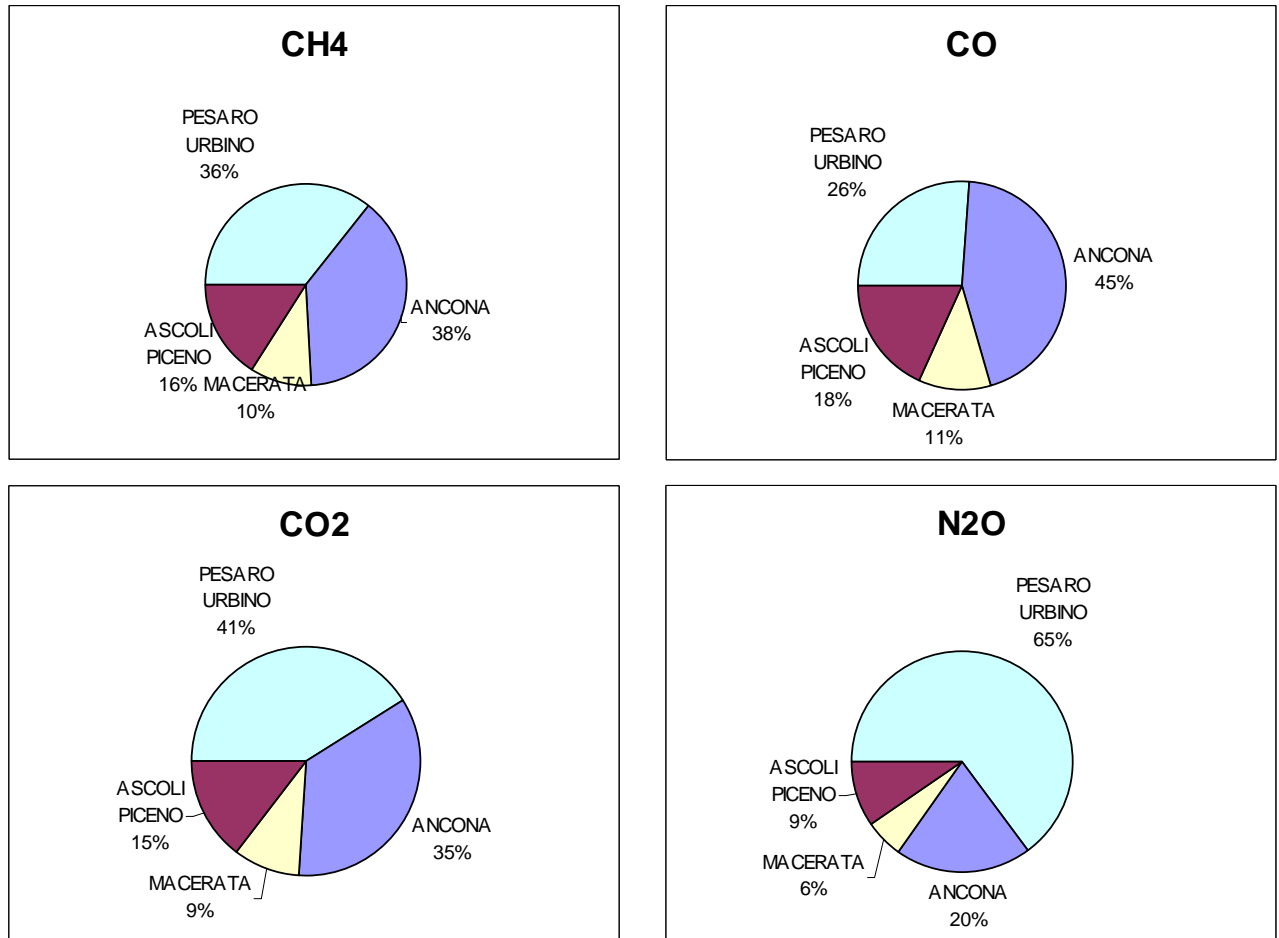 CH4
PESARO
URBINO
36%
ANCONA
38%
ASCOLI
PICENO
16%
MACERATA
10%
CO
PESARO
URBINO
26%
ANCONA
45%
ASCOLI
PICENO
18%
MACERATA
11%
CO2
PESARO
URBINO
41%
ASCOLI
PICENO
15%
ANCONA
35%
MACERATA
9%
N2O
PESARO
URBINO
65%
ASCOLI
PICENO
9%
MACERATA
6%
ANCONA
20%